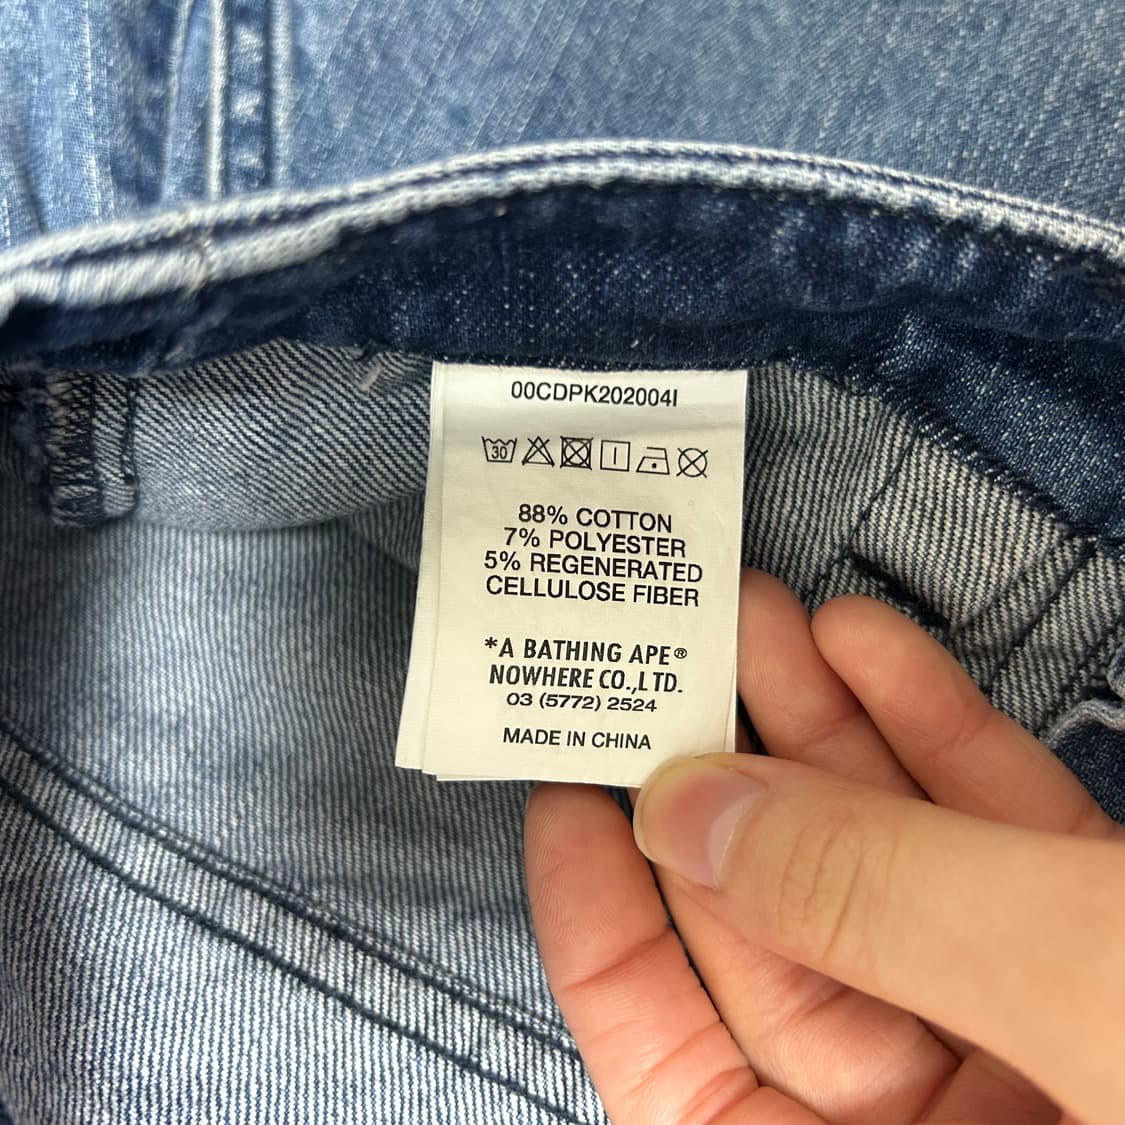 00CDPK202004I
30
88% COTTON
7% POLYESTER
5% REGENERATED
CELLULOSE FIBER
*A BATHING APE®
NOWHERE CO.,LTD.
03 (5772) 2524
MADE IN CHINA